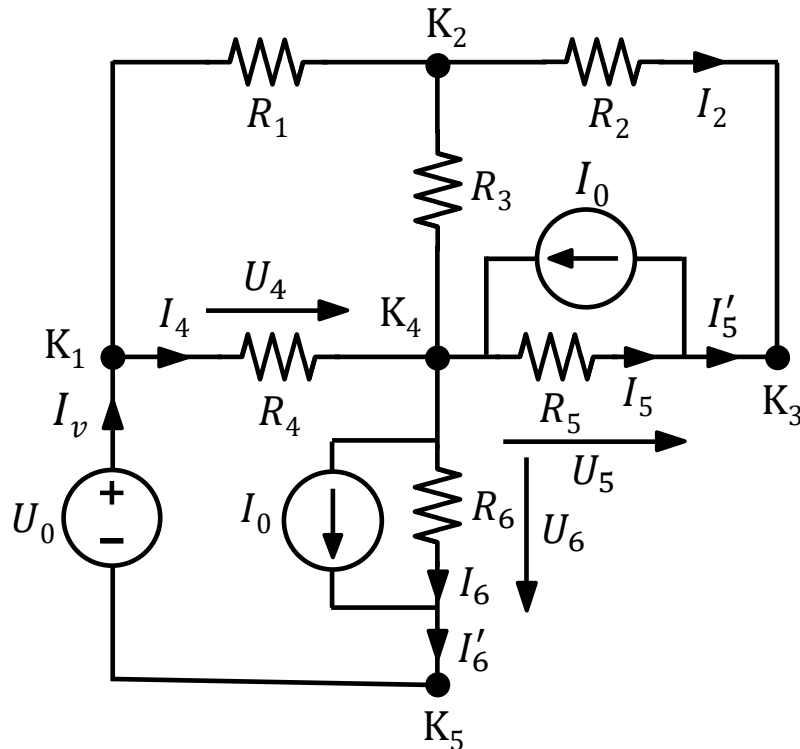 K₂
R₁
R₂
I₂
R₃
I₀
U₄
K₄
I₅′
K₁
I₄
R₄
R₅
I₅
K₃
Iᵥ
U₅
+
−
U₀
I₀
R₆
U₆
I₆
I₆′
K₅